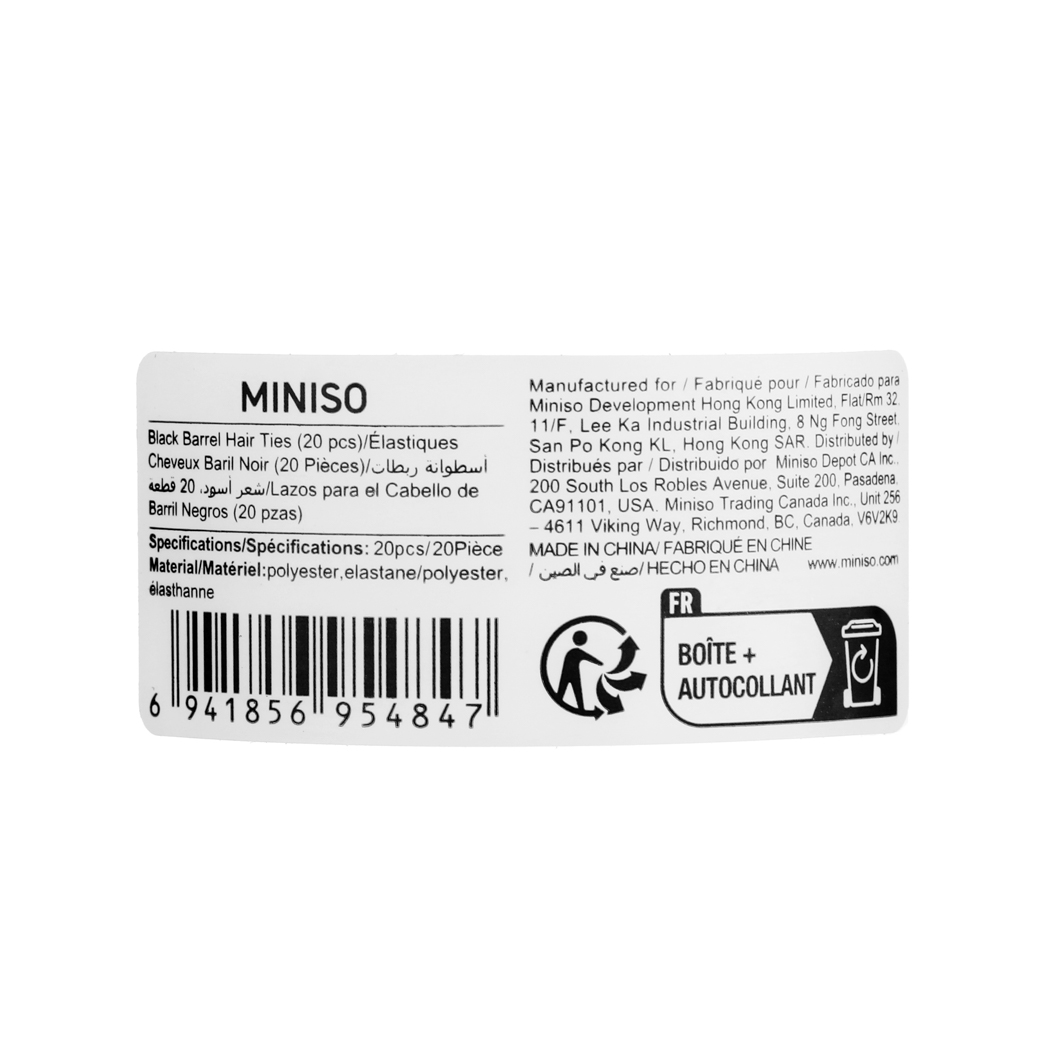 MINISO
Black Barrel Hair Ties (20 pcs)/Élastiques
Cheveux Baril Noir (20 Pièces)/أسطوانة ربطات
شعر أسود، 20 قطعة/Lazos para el Cabello de
Barril Negros (20 pzas)
Specifications/Spécifications: 20pcs/20Pièce
Material/Matériel:polyester,elastane/polyester,
élasthanne
6 941856 954847
Manufactured for / Fabriqué pour / Fabricado para
Miniso Development Hong Kong Limited, Flat/Rm 32,
11/F, Lee Ka Industrial Building, 8 Ng Fong Street,
San Po Kong KL, Hong Kong SAR. Distributed by /
Distribués par / Distribuido por Miniso Depot CA Inc.,
200 South Los Robles Avenue, Suite 200, Pasadena,
CA91101, USA. Miniso Trading Canada Inc., Unit 256
– 4611 Viking Way, Richmond, BC, Canada, V6V2K9
MADE IN CHINA/ FABRIQUÉ EN CHINE
/ صنع في الصين/ HECHO EN CHINA www.miniso.com
FR
BOÎTE +
AUTOCOLLANT